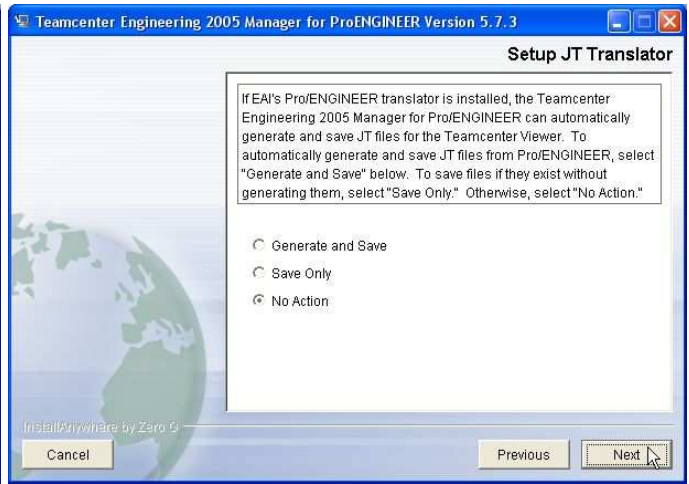 Teamcenter Engineering 2005 Manager for ProENGINEER Version 5.7.3
Setup JT Translator
If EAI's Pro/ENGINEER translator is installed, the Teamcenter
Engineering 2005 Manager for Pro/ENGINEER can automatically
generate and save JT files for the Teamcenter Viewer. To
automatically generate and save JT files from Pro/ENGINEER, select
"Generate and Save" below. To save files if they exist without
generating them, select "Save Only." Otherwise, select "No Action."
Generate and Save
Save Only
No Action
InstallAnywhere by Zero G
Cancel
Previous
Next